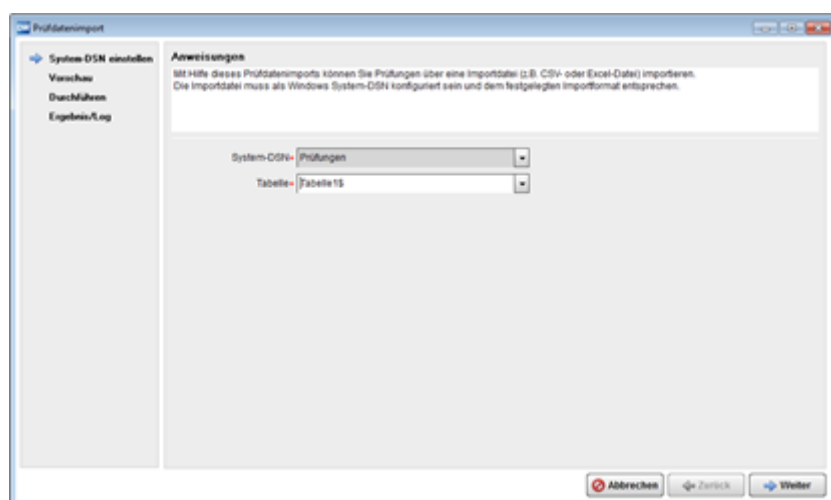 Prüfdatenimport
System-DSN einstellen
Vorschau
Durchführen
Ergebnis/Log
Anweisungen
Mit Hilfe dieses Prüfdatenimports können Sie Prüfungen über eine Importdatei (z.B. CSV- oder Excel-Datei) importieren.
Die Importdatei muss als Windows System-DSN konfiguriert sein und dem festgelegten Importformat entsprechen.
System-DSN* Prüfungen
Tabelle* Tabelle1$
Abbrechen Zurück Weiter